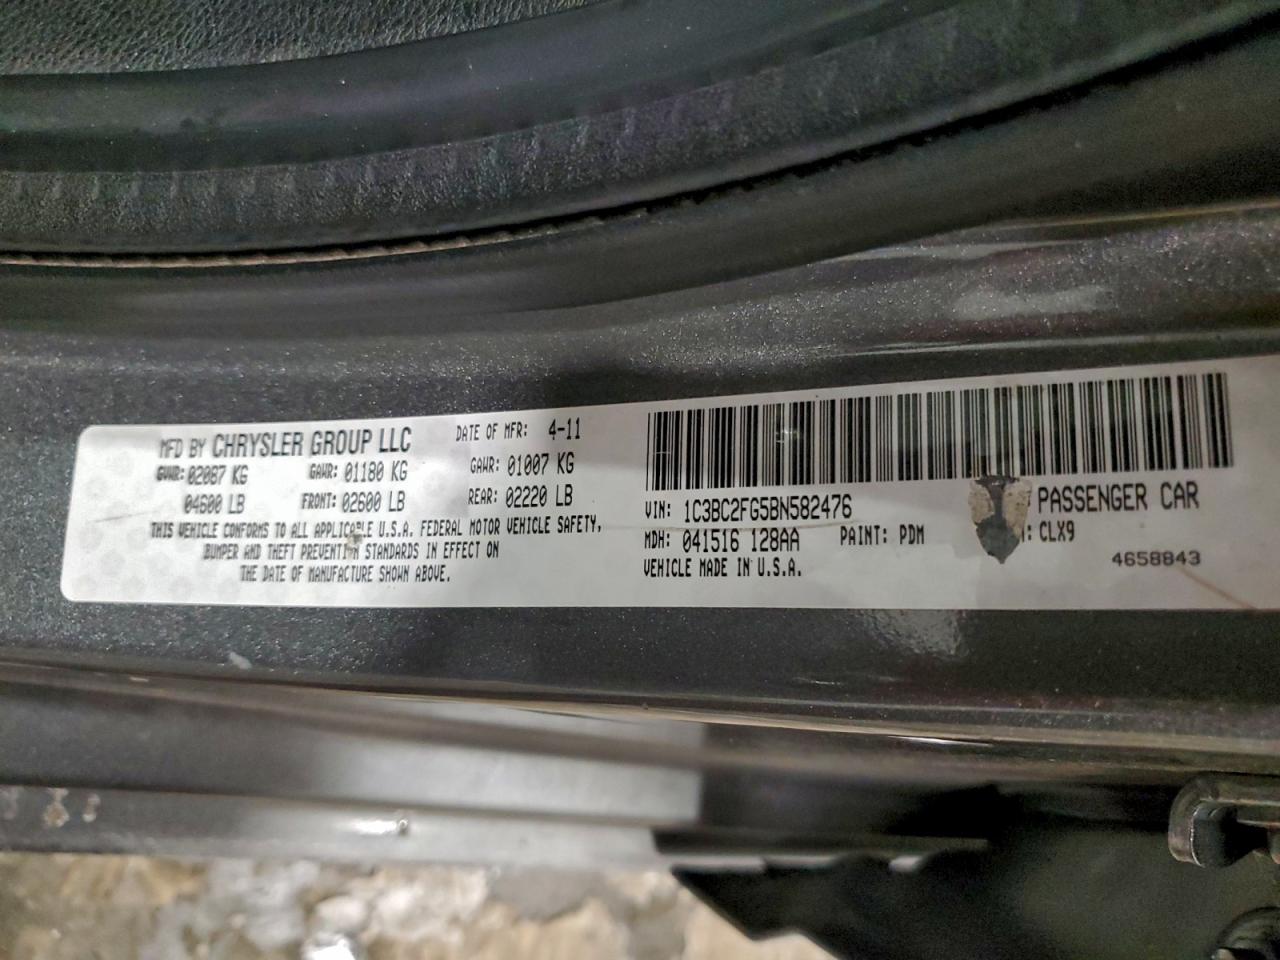 MFD BY CHRYSLER GROUP LLC DATE OF MFR: 4-11
GVWR: 02087 KG GAWR: 01180 KG GAWR: 01007 KG
04600 LB FRONT: 02600 LB REAR: 02220 LB
THIS VEHICLE CONFORMS TO ALL APPLICABLE U.S.A. FEDERAL MOTOR VEHICLE SAFETY,
BUMPER AND THEFT PREVENTION STANDARDS IN EFFECT ON
THE DATE OF MANUFACTURE SHOWN ABOVE.
VIN: 1C3BC2FG5BN582476 PASSENGER CAR
MDH: 041516 128AA PAINT: PDM : CLX9
VEHICLE MADE IN U.S.A. 4658843